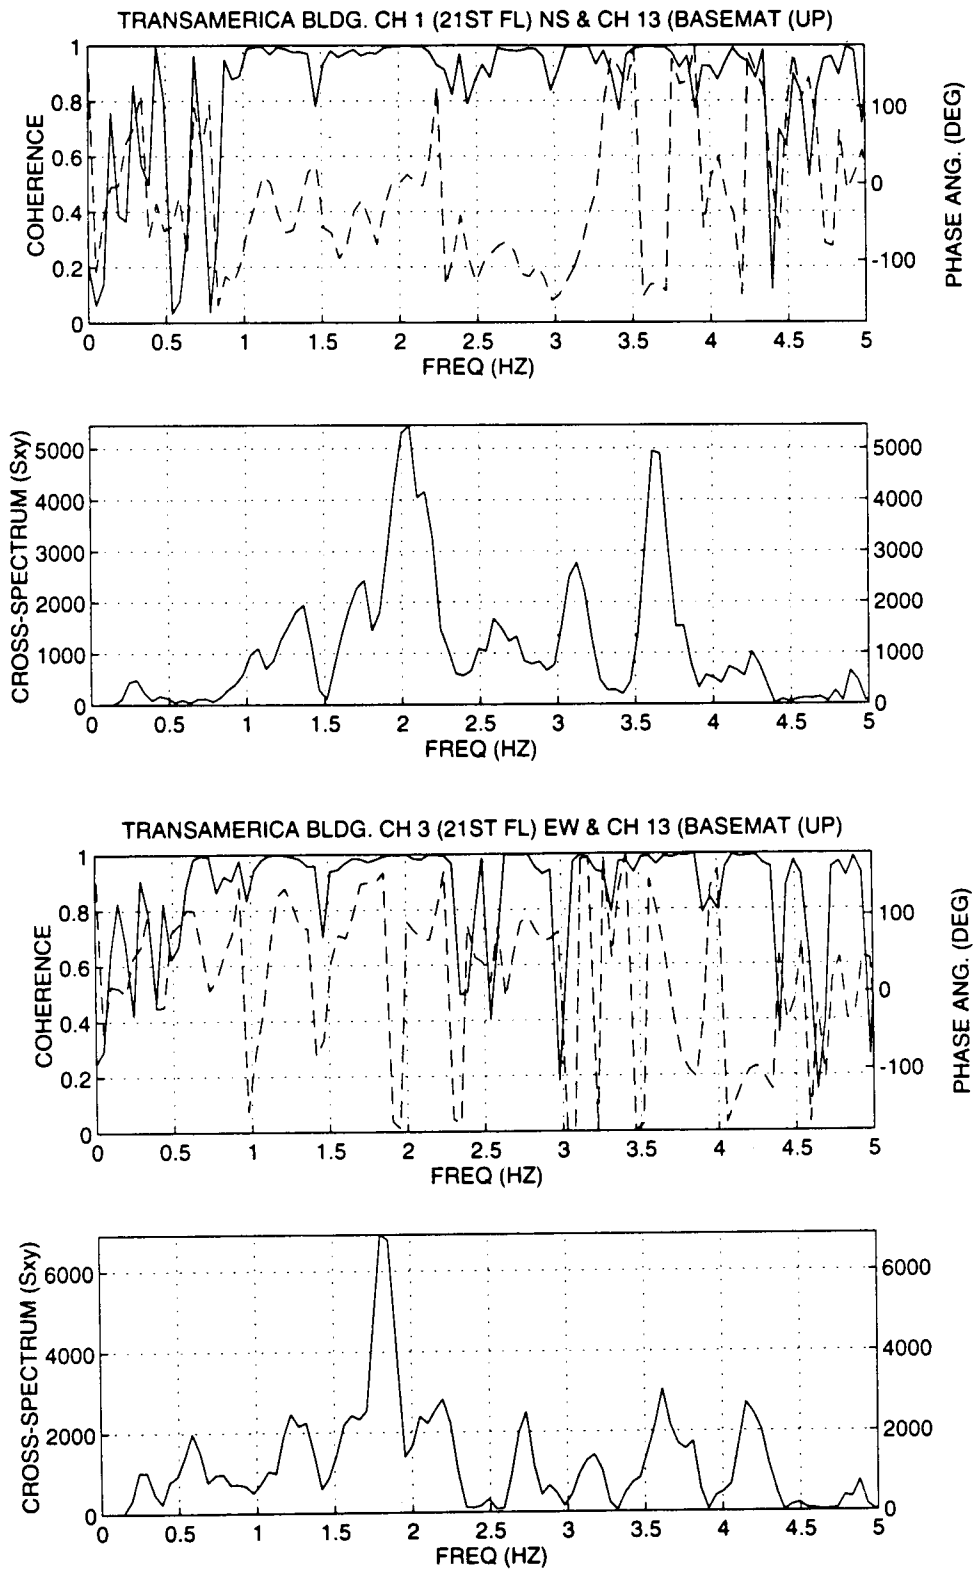 TRANSAMERICA BLDG. CH 1 (21ST FL) NS & CH 13 (BASEMAT (UP)
COHERENCE
1
0.8
0.6
0.4
0.2
0
100
0
-100
PHASE ANG. (DEG)
0 0.5 1 1.5 2 2.5 3 3.5 4 4.5 5
FREQ (HZ)
CROSS-SPECTRUM (Sxy)
5000
4000
3000
2000
1000
0
5000
4000
3000
2000
1000
0
0 0.5 1 1.5 2 2.5 3 3.5 4 4.5 5
FREQ (HZ)
TRANSAMERICA BLDG. CH 3 (21ST FL) EW & CH 13 (BASEMAT (UP)
COHERENCE
1
0.8
0.6
0.4
0.2
0
100
0
-100
PHASE ANG. (DEG)
0 0.5 1 1.5 2 2.5 3 3.5 4 4.5 5
FREQ (HZ)
CROSS-SPECTRUM (Sxy)
6000
4000
2000
0
6000
4000
2000
0
0 0.5 1 1.5 2 2.5 3 3.5 4 4.5 5
FREQ (HZ)